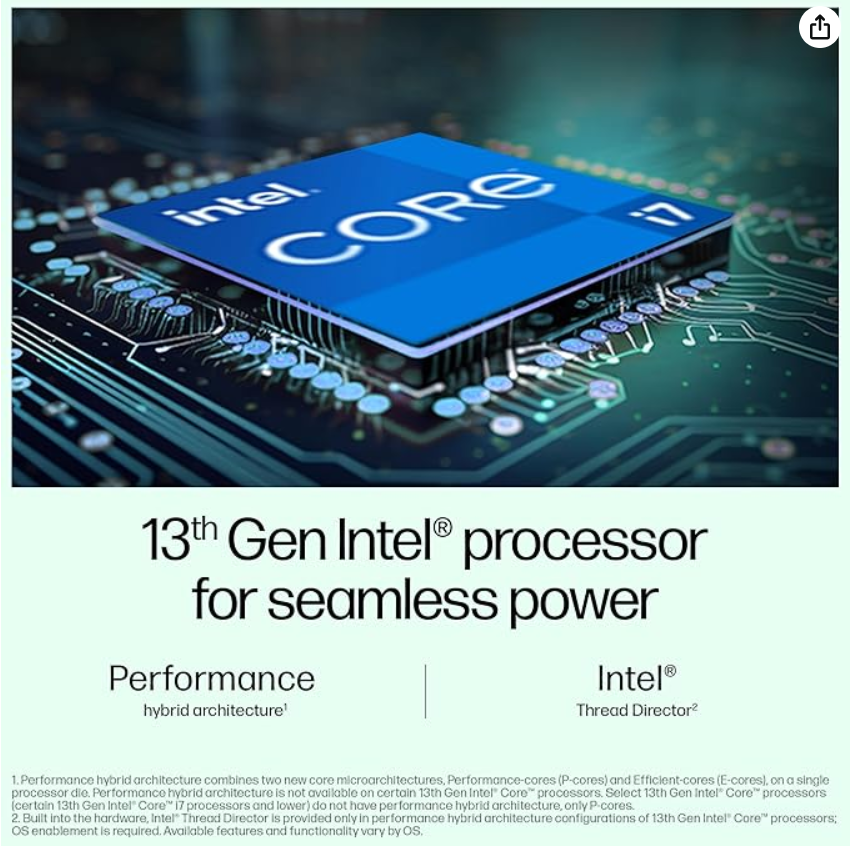 intel.
CORE™
i7
13th Gen Intel® processor
for seamless power
Performance
hybrid architecture¹
Intel®
Thread Director²
1. Performance hybrid architecture combines two new core microarchitectures, Performance-cores (P-cores) and Efficient-cores (E-cores), on a single
processor die. Performance hybrid architecture is not available on certain 13th Gen Intel® Core™ processors. Select 13th Gen Intel® Core™ processors
(certain 13th Gen Intel® Core™ i7 processors and lower) do not have performance hybrid architecture, only P-cores.
2. Built into the hardware, Intel® Thread Director is provided only in performance hybrid architecture configurations of 13th Gen Intel® Core™ processors;
OS enablement is required. Available features and functionality vary by OS.